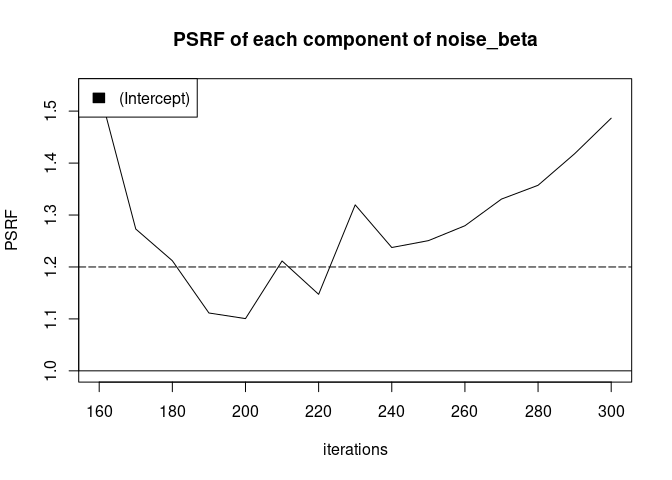 PSRF of each component of noise_beta
(Intercept)
PSRF
1.5
1.4
1.3
1.2
1.1
1.0
160 180 200 220 240 260 280 300
iterations